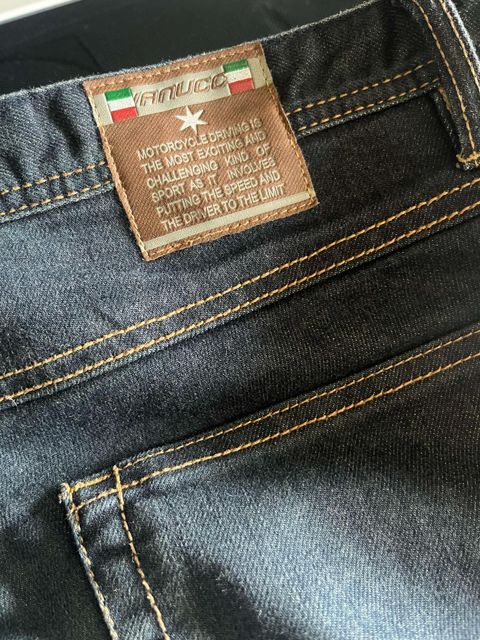 VANUCCI
MOTORCYCLE DRIVING IS
THE MOST EXCITING AND
CHALLENGING KIND OF
SPORT AS IT INVOLVES
PUTTING THE SPEED AND
THE DRIVER TO THE LIMIT